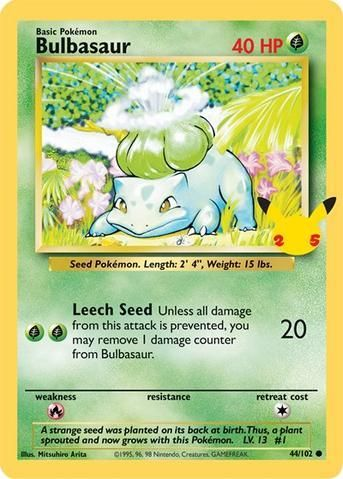 Basic Pokémon
Bulbasaur 40 HP
25
Seed Pokémon. Length: 2' 4", Weight: 15 lbs.
Leech Seed Unless all damage
from this attack is prevented, you
may remove 1 damage counter
from Bulbasaur.
20
weakness resistance retreat cost
A strange seed was planted on its back at birth. Thus, a plant
sprouted and now grows with this Pokémon. LV. 13 #1
Illus. Mitsuhiro Arita ©1995, 96, 98 Nintendo, Creatures, GAMEFREAK. 44/102